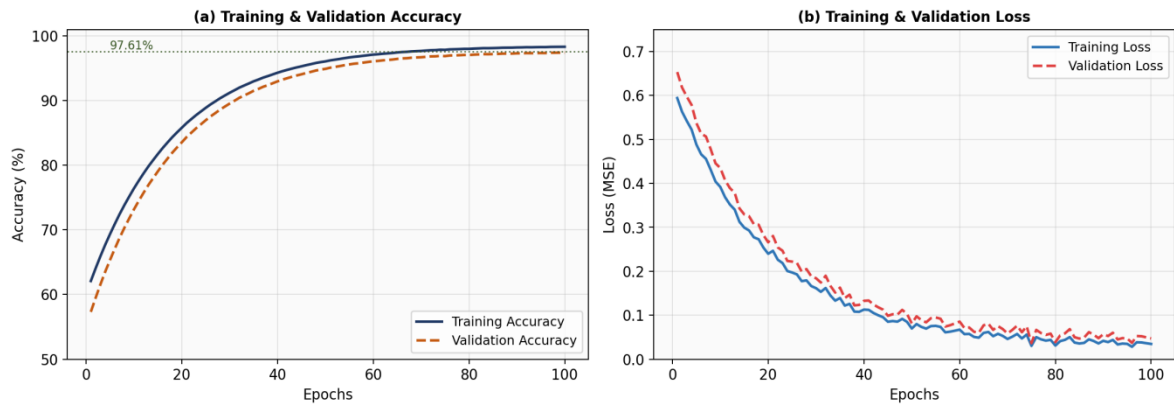 (a) Training & Validation Accuracy
100
90
80
70
60
50
97.61%
Accuracy (%)
Training Accuracy
Validation Accuracy
0 20 40 60 80 100
Epochs
(b) Training & Validation Loss
0.7
0.6
0.5
0.4
0.3
0.2
0.1
0.0
Loss (MSE)
Training Loss
Validation Loss
0 20 40 60 80 100
Epochs